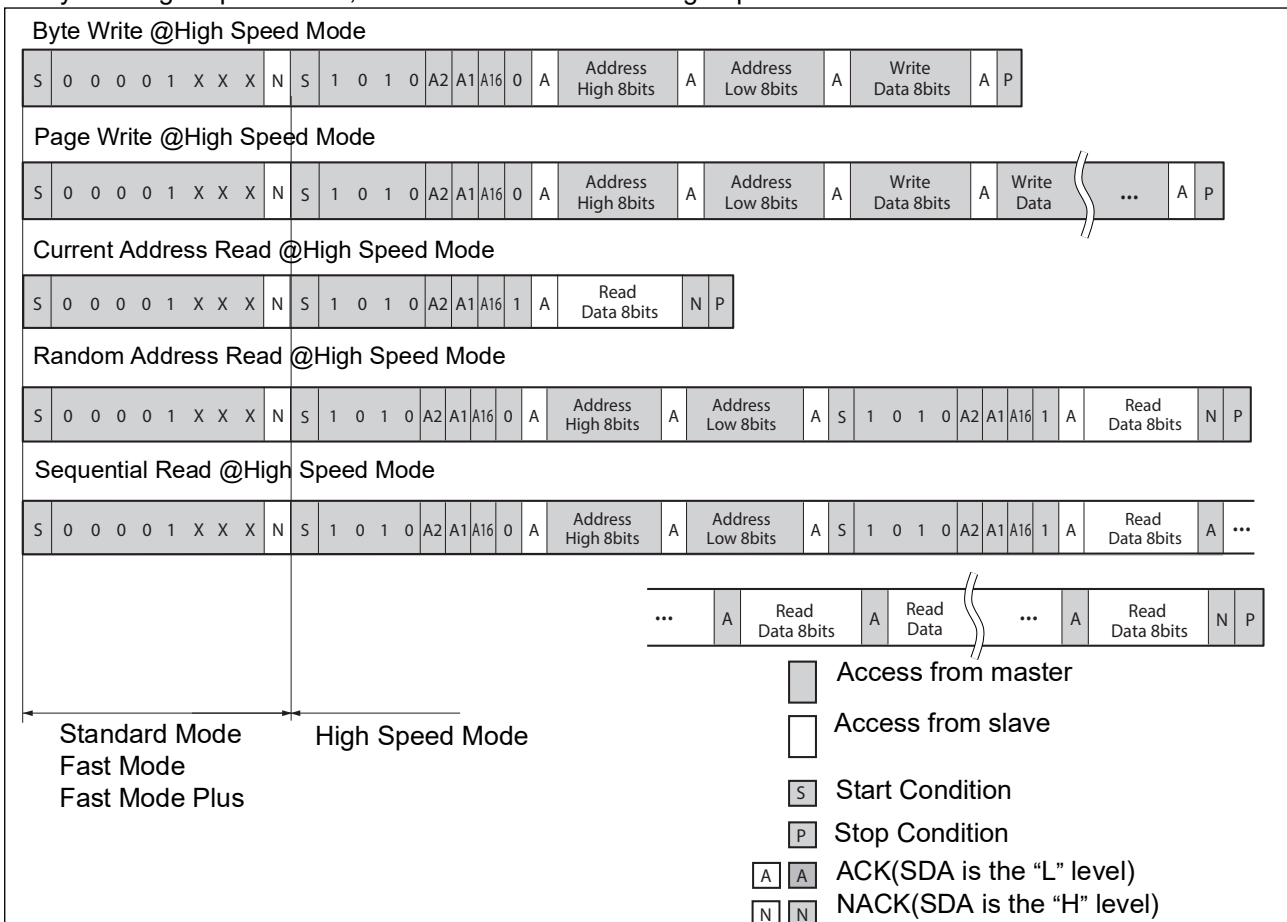 Byte Write @High Speed Mode
S 0 0 0 0 1 X X X N S 1 0 1 0 A2 A1 A16 0 A Address High 8bits A Address Low 8bits A Write Data 8bits A P
Page Write @High Speed Mode
S 0 0 0 0 1 X X X N S 1 0 1 0 A2 A1 A16 0 A Address High 8bits A Address Low 8bits A Write Data 8bits A Write Data ... A P
Current Address Read @High Speed Mode
S 0 0 0 0 1 X X X N S 1 0 1 0 A2 A1 A16 1 A Read Data 8bits N P
Random Address Read @High Speed Mode
S 0 0 0 0 1 X X X N S 1 0 1 0 A2 A1 A16 0 A Address High 8bits A Address Low 8bits A S 1 0 1 0 A2 A1 A16 1 A Read Data 8bits N P
Sequential Read @High Speed Mode
S 0 0 0 0 1 X X X N S 1 0 1 0 A2 A1 A16 0 A Address High 8bits A Address Low 8bits A S 1 0 1 0 A2 A1 A16 1 A Read Data 8bits A ...
... A Read Data 8bits A Read Data ... A Read Data 8bits N P
Access from master
Access from slave
Standard Mode
Fast Mode
Fast Mode Plus
High Speed Mode
S Start Condition
P Stop Condition
A A ACK(SDA is the “L” level)
N N NACK(SDA is the “H” level)